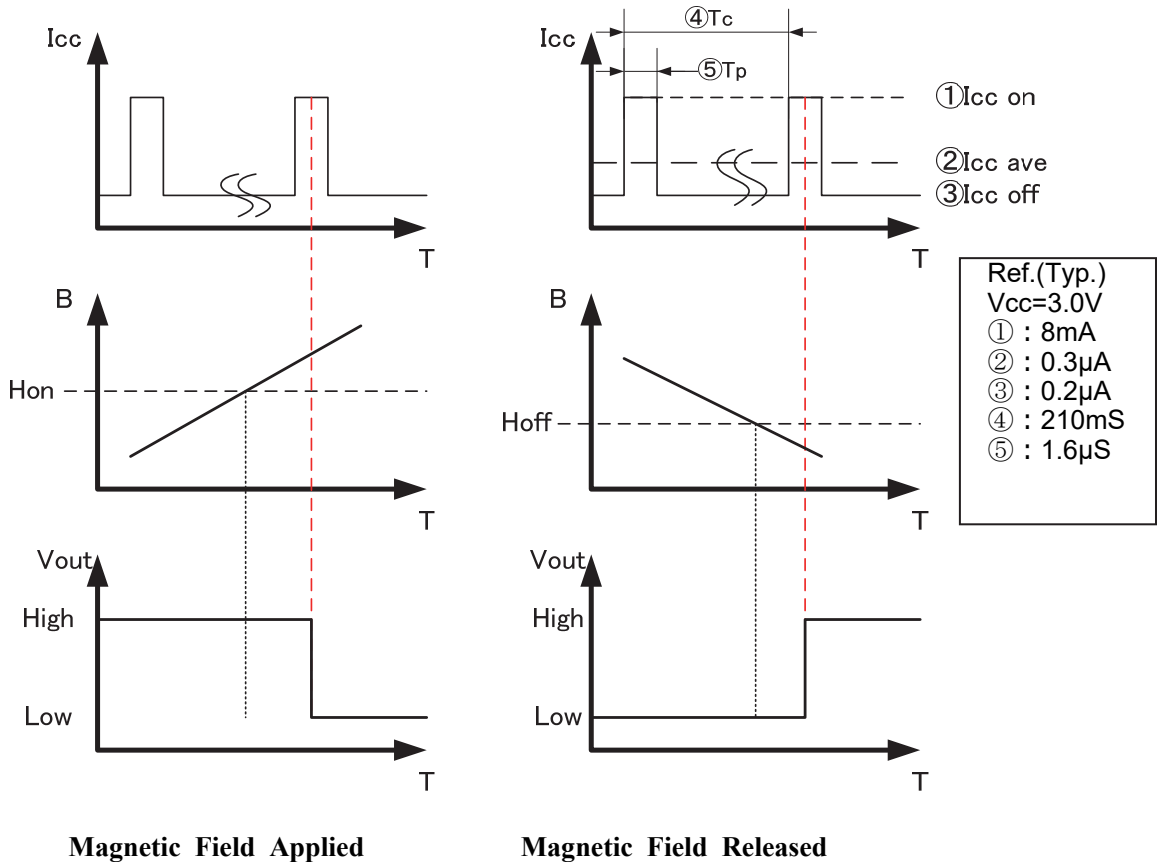 Icc
T
B
Hon
T
Vout
High
Low
T
Magnetic Field Applied
Icc
④Tc
⑤Tp
①Icc on
②Icc ave
③Icc off
T
B
Hoff
T
Vout
High
Low
T
Magnetic Field Released
Ref.(Typ.)
Vcc=3.0V
①：8mA
②：0.3µA
③：0.2µA
④：210mS
⑤：1.6µS